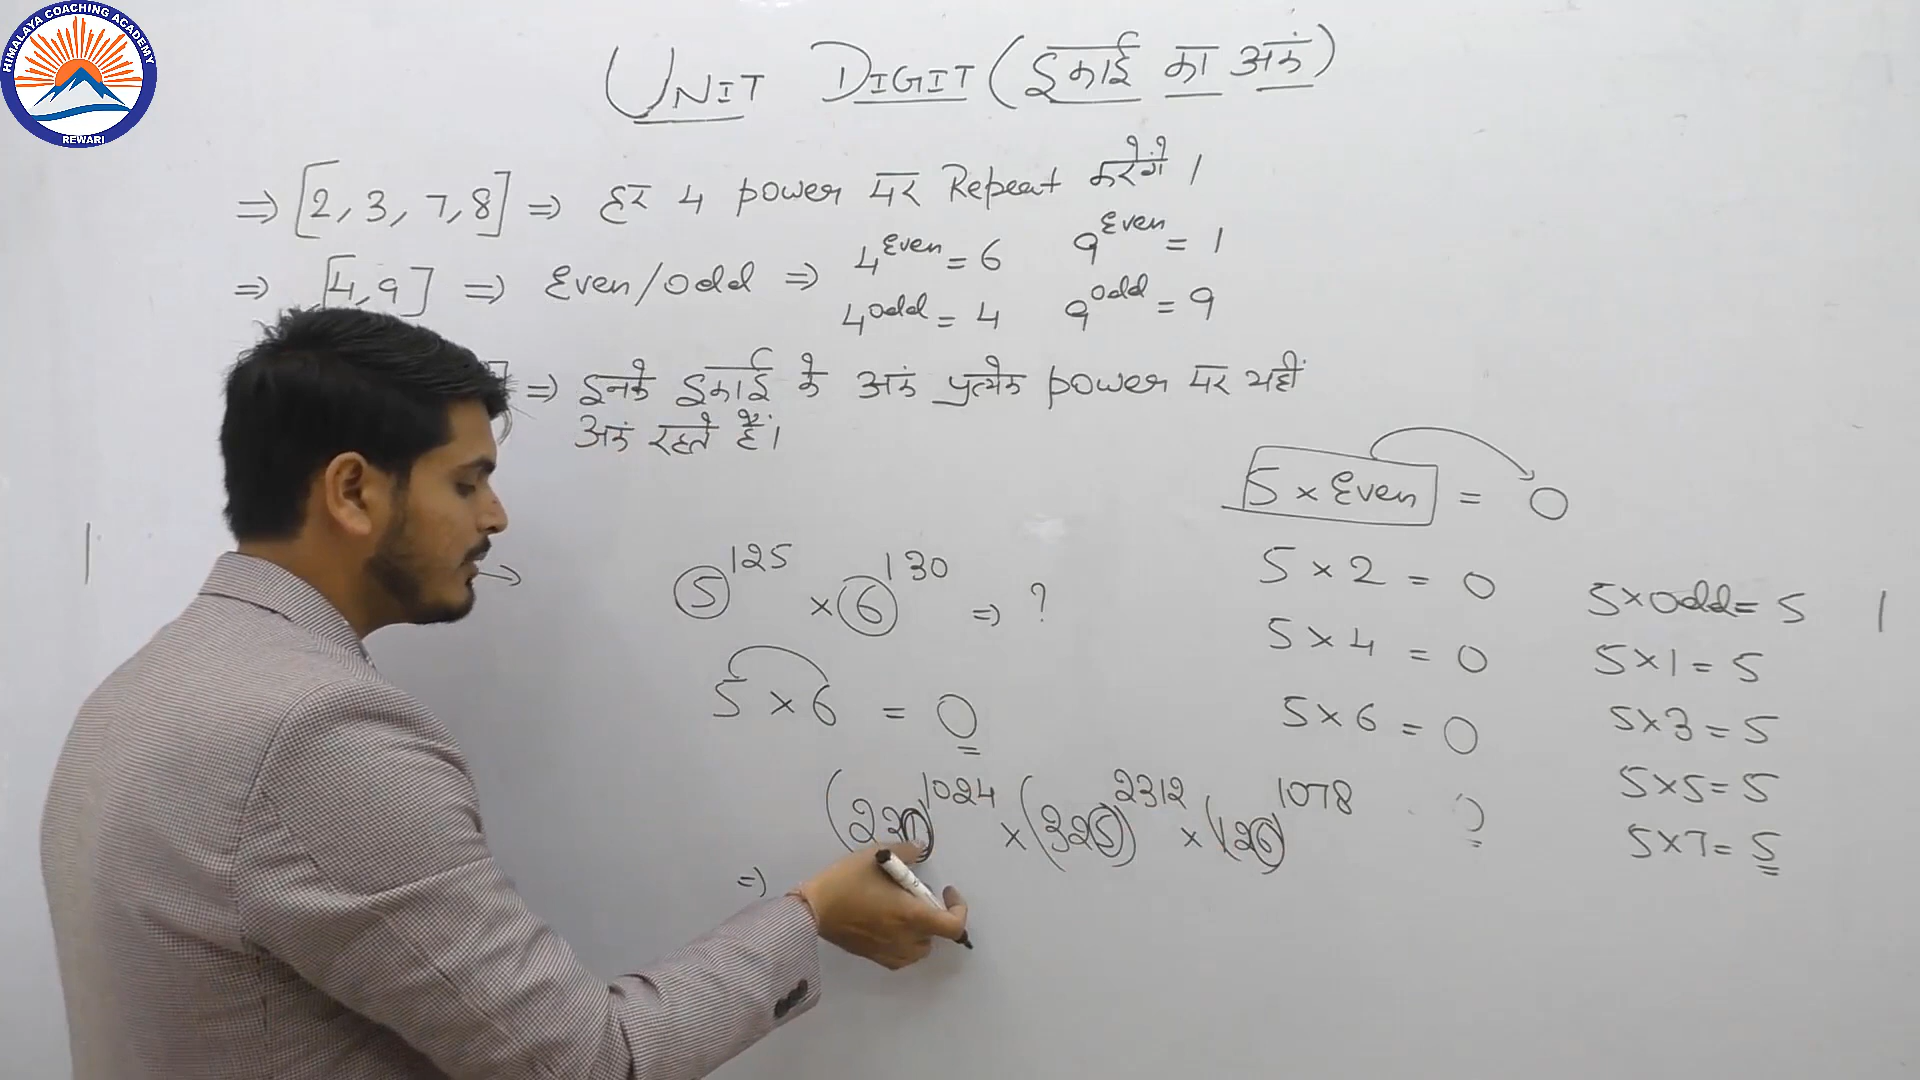 HIMALAYA COACHING ACADEMY
REWARI
UNIT DIGIT (इकाई का अंक)
⇒ [2, 3, 7, 8] ⇒ हर 4 power पर Repeat करेंगे।
⇒ [4, 9] ⇒ Even/Odd ⇒ 4^Even = 6 9^Even = 1
4^Odd = 4 9^Odd = 9
] ⇒ इनके इकाई के अंक प्रत्येक power पर यही
अंक रहते हैं।
5 × Even = 0
→ 5^125 × 6^130 ⇒ ?
5 × 6 = 0
5 × 2 = 0
5 × 4 = 0
5 × 6 = 0
5 × Odd = 5
5 × 1 = 5
5 × 3 = 5
5 × 5 = 5
5 × 7 = 5
⇒ ( )^1024 × (325)^2312 × (126)^1078 ?